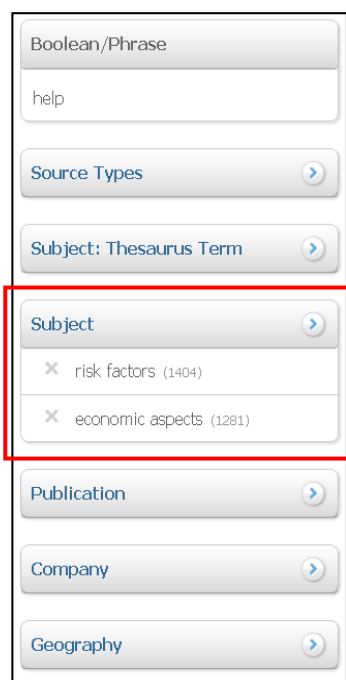 Boolean/Phrase
help
Source Types
Subject: Thesaurus Term
Subject
risk factors (1404)
economic aspects (1281)
Publication
Company
Geography